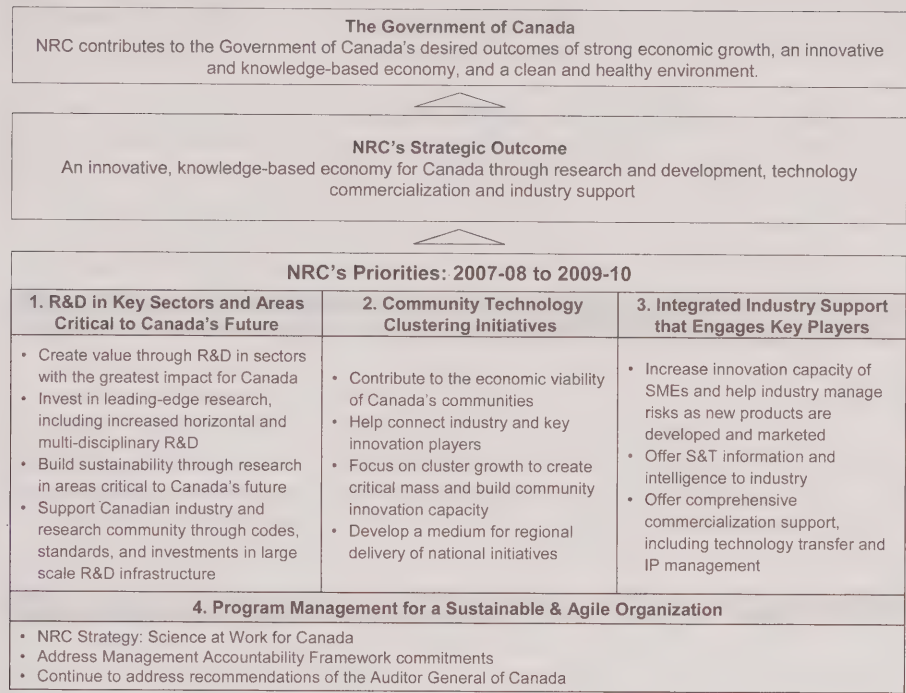 The Government of Canada
NRC contributes to the Government of Canada's desired outcomes of strong economic growth, an innovative
and knowledge-based economy, and a clean and healthy environment.
NRC's Strategic Outcome
An innovative, knowledge-based economy for Canada through research and development, technology
commercialization and industry support
NRC's Priorities: 2007-08 to 2009-10
1. R&D in Key Sectors and Areas
Critical to Canada's Future
• Create value through R&D in sectors
with the greatest impact for Canada
• Invest in leading-edge research,
including increased horizontal and
multi-disciplinary R&D
• Build sustainability through research
in areas critical to Canada's future
• Support Canadian industry and
research community through codes,
standards, and investments in large
scale R&D infrastructure
2. Community Technology
Clustering Initiatives
• Contribute to the economic viability
of Canada's communities
• Help connect industry and key
innovation players
• Focus on cluster growth to create
critical mass and build community
innovation capacity
• Develop a medium for regional
delivery of national initiatives
3. Integrated Industry Support
that Engages Key Players
• Increase innovation capacity of
SMEs and help industry manage
risks as new products are
developed and marketed
• Offer S&T information and
intelligence to industry
• Offer comprehensive
commercialization support,
including technology transfer and
IP management
4. Program Management for a Sustainable & Agile Organization
• NRC Strategy: Science at Work for Canada
• Address Management Accountability Framework commitments
• Continue to address recommendations of the Auditor General of Canada